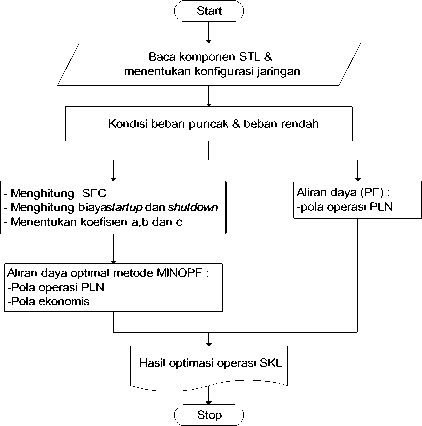 Start
Baca komponen STL &
menentukan konfigurasi jaringan
Kondisi beban puncak & beban rendah
- Menghitung SFC
- Menghitung biaya startup dan shutdown
- Menentukan koefisien a,b dan c
Aliran daya (PF) :
-pola operasi PLN
Aliran daya optimal metode MINOPF :
-Pola operasi PLN
-Pola ekonomis
Hasil optimasi operasi SKL
Stop